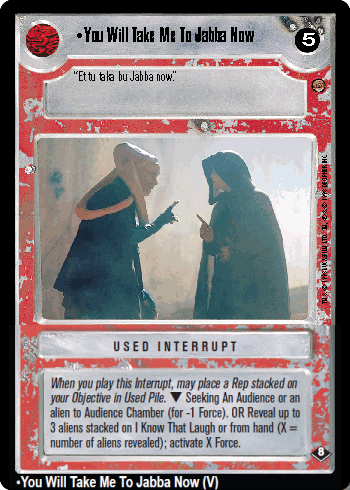 •You Will Take Me To Jabba Now
5
"Et tu taka bu Jabba now."
USED INTERRUPT
When you play this Interrupt, may place a Rep stacked on
your Objective in Used Pile. ▼ Seeking An Audience or an
alien to Audience Chamber (for -1 Force). OR Reveal up to
3 aliens stacked on I Know That Laugh or from hand (X =
number of aliens revealed); activate X Force.
8
•You Will Take Me To Jabba Now (V)